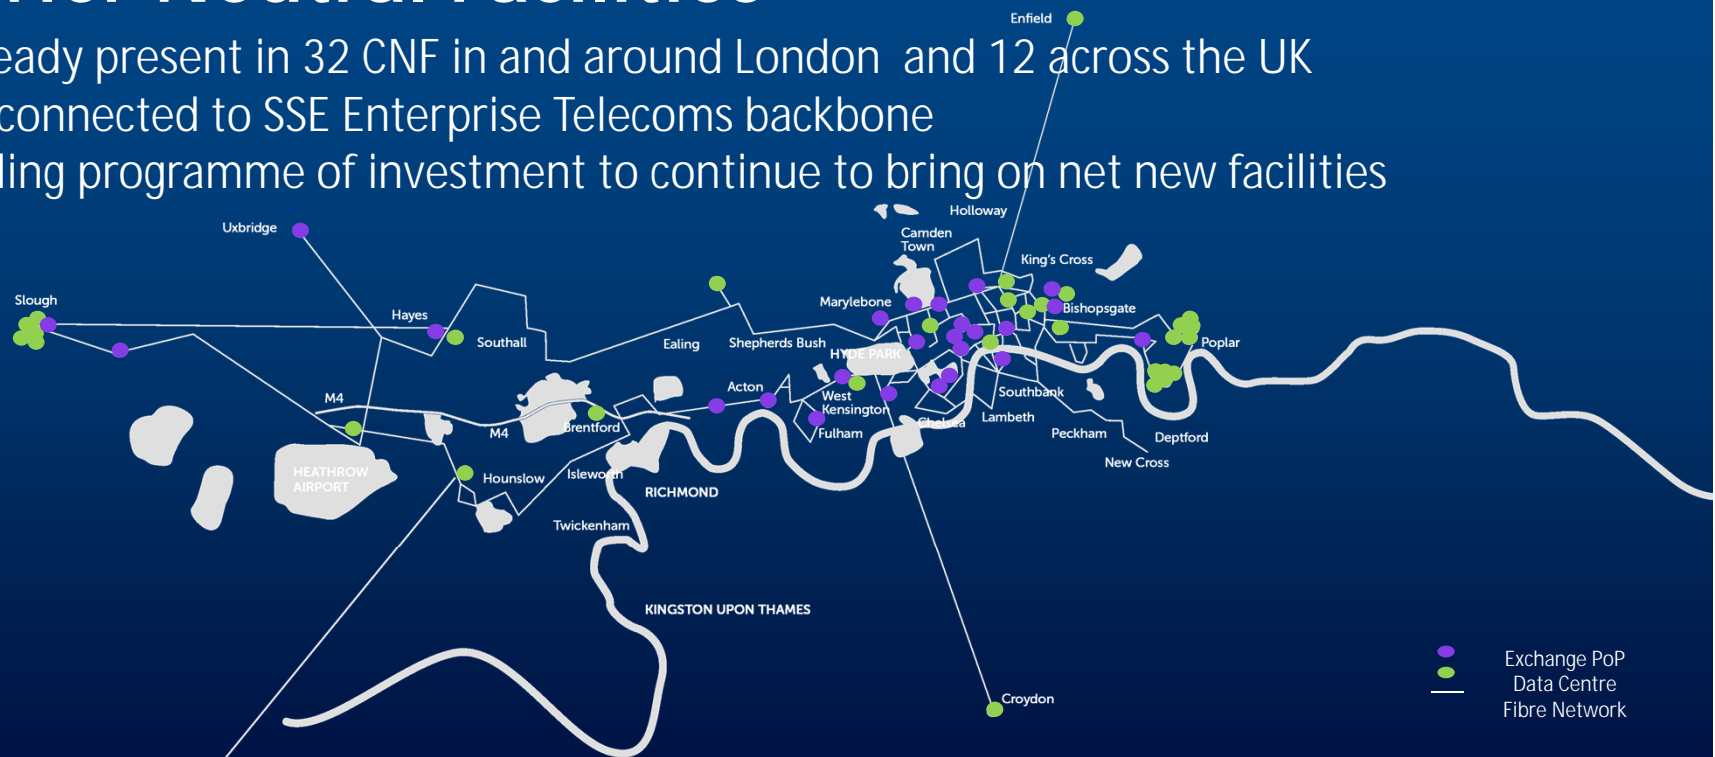 Neutral Facilities
Enfield
eady present in 32 CNF in and around London and 12 across the UK
connected to SSE Enterprise Telecoms backbone
ling programme of investment to continue to bring on net new facilities
Holloway
Uxbridge
Camden
Town
King's Cross
Slough
Marylebone
Bishopsgate
Hayes
Southall
Ealing
Shepherds Bush
Poplar
HYDE PARK
Acton
M4
West
Kensington
Southbank
Brentford
M4
Fulham
Chelsea
Lambeth
Peckham
Deptford
New Cross
HEATHROW
AIRPORT
Hounslow
Isleworth
RICHMOND
Twickenham
KINGSTON UPON THAMES
Croydon
Exchange PoP
Data Centre
Fibre Network